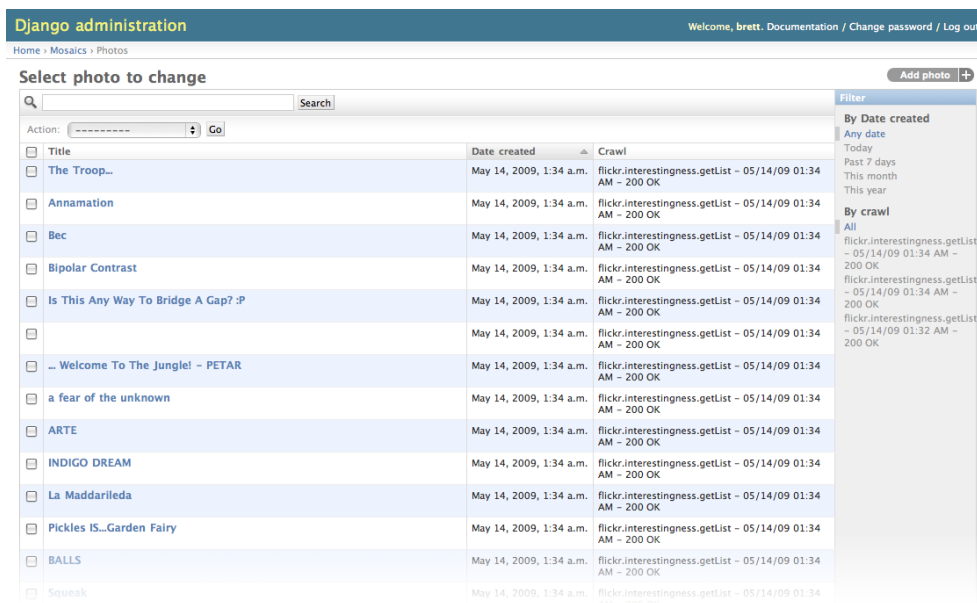 Django administration
Welcome, brett. Documentation / Change password / Log out
Home › Mosaics › Photos
Select photo to change
Add photo +
Search
Action: --------- Go
Title Date created Crawl
The Troop... May 14, 2009, 1:34 a.m. flickr.interestingness.getList – 05/14/09 01:34
AM – 200 OK
Annamation May 14, 2009, 1:34 a.m. flickr.interestingness.getList – 05/14/09 01:34
AM – 200 OK
Bec May 14, 2009, 1:34 a.m. flickr.interestingness.getList – 05/14/09 01:34
AM – 200 OK
Bipolar Contrast May 14, 2009, 1:34 a.m. flickr.interestingness.getList – 05/14/09 01:34
AM – 200 OK
Is This Any Way To Bridge A Gap? :P May 14, 2009, 1:34 a.m. flickr.interestingness.getList – 05/14/09 01:34
AM – 200 OK
May 14, 2009, 1:34 a.m. flickr.interestingness.getList – 05/14/09 01:34
AM – 200 OK
... Welcome To The Jungle! – PETAR May 14, 2009, 1:34 a.m. flickr.interestingness.getList – 05/14/09 01:34
AM – 200 OK
a fear of the unknown May 14, 2009, 1:34 a.m. flickr.interestingness.getList – 05/14/09 01:34
AM – 200 OK
ARTE May 14, 2009, 1:34 a.m. flickr.interestingness.getList – 05/14/09 01:34
AM – 200 OK
INDIGO DREAM May 14, 2009, 1:34 a.m. flickr.interestingness.getList – 05/14/09 01:34
AM – 200 OK
La Maddarileda May 14, 2009, 1:34 a.m. flickr.interestingness.getList – 05/14/09 01:34
AM – 200 OK
Pickles IS...Garden Fairy May 14, 2009, 1:34 a.m. flickr.interestingness.getList – 05/14/09 01:34
AM – 200 OK
BALLS May 14, 2009, 1:34 a.m. flickr.interestingness.getList – 05/14/09 01:34
AM – 200 OK
Squeak May 14, 2009, 1:34 a.m. flickr.interestingness.getList – 05/14/09 01:34
Filter
By Date created
Any date
Today
Past 7 days
This month
This year
By crawl
All
flickr.interestingness.getList
– 05/14/09 01:34 AM –
200 OK
flickr.interestingness.getList
– 05/14/09 01:34 AM –
200 OK
flickr.interestingness.getList
– 05/14/09 01:32 AM –
200 OK